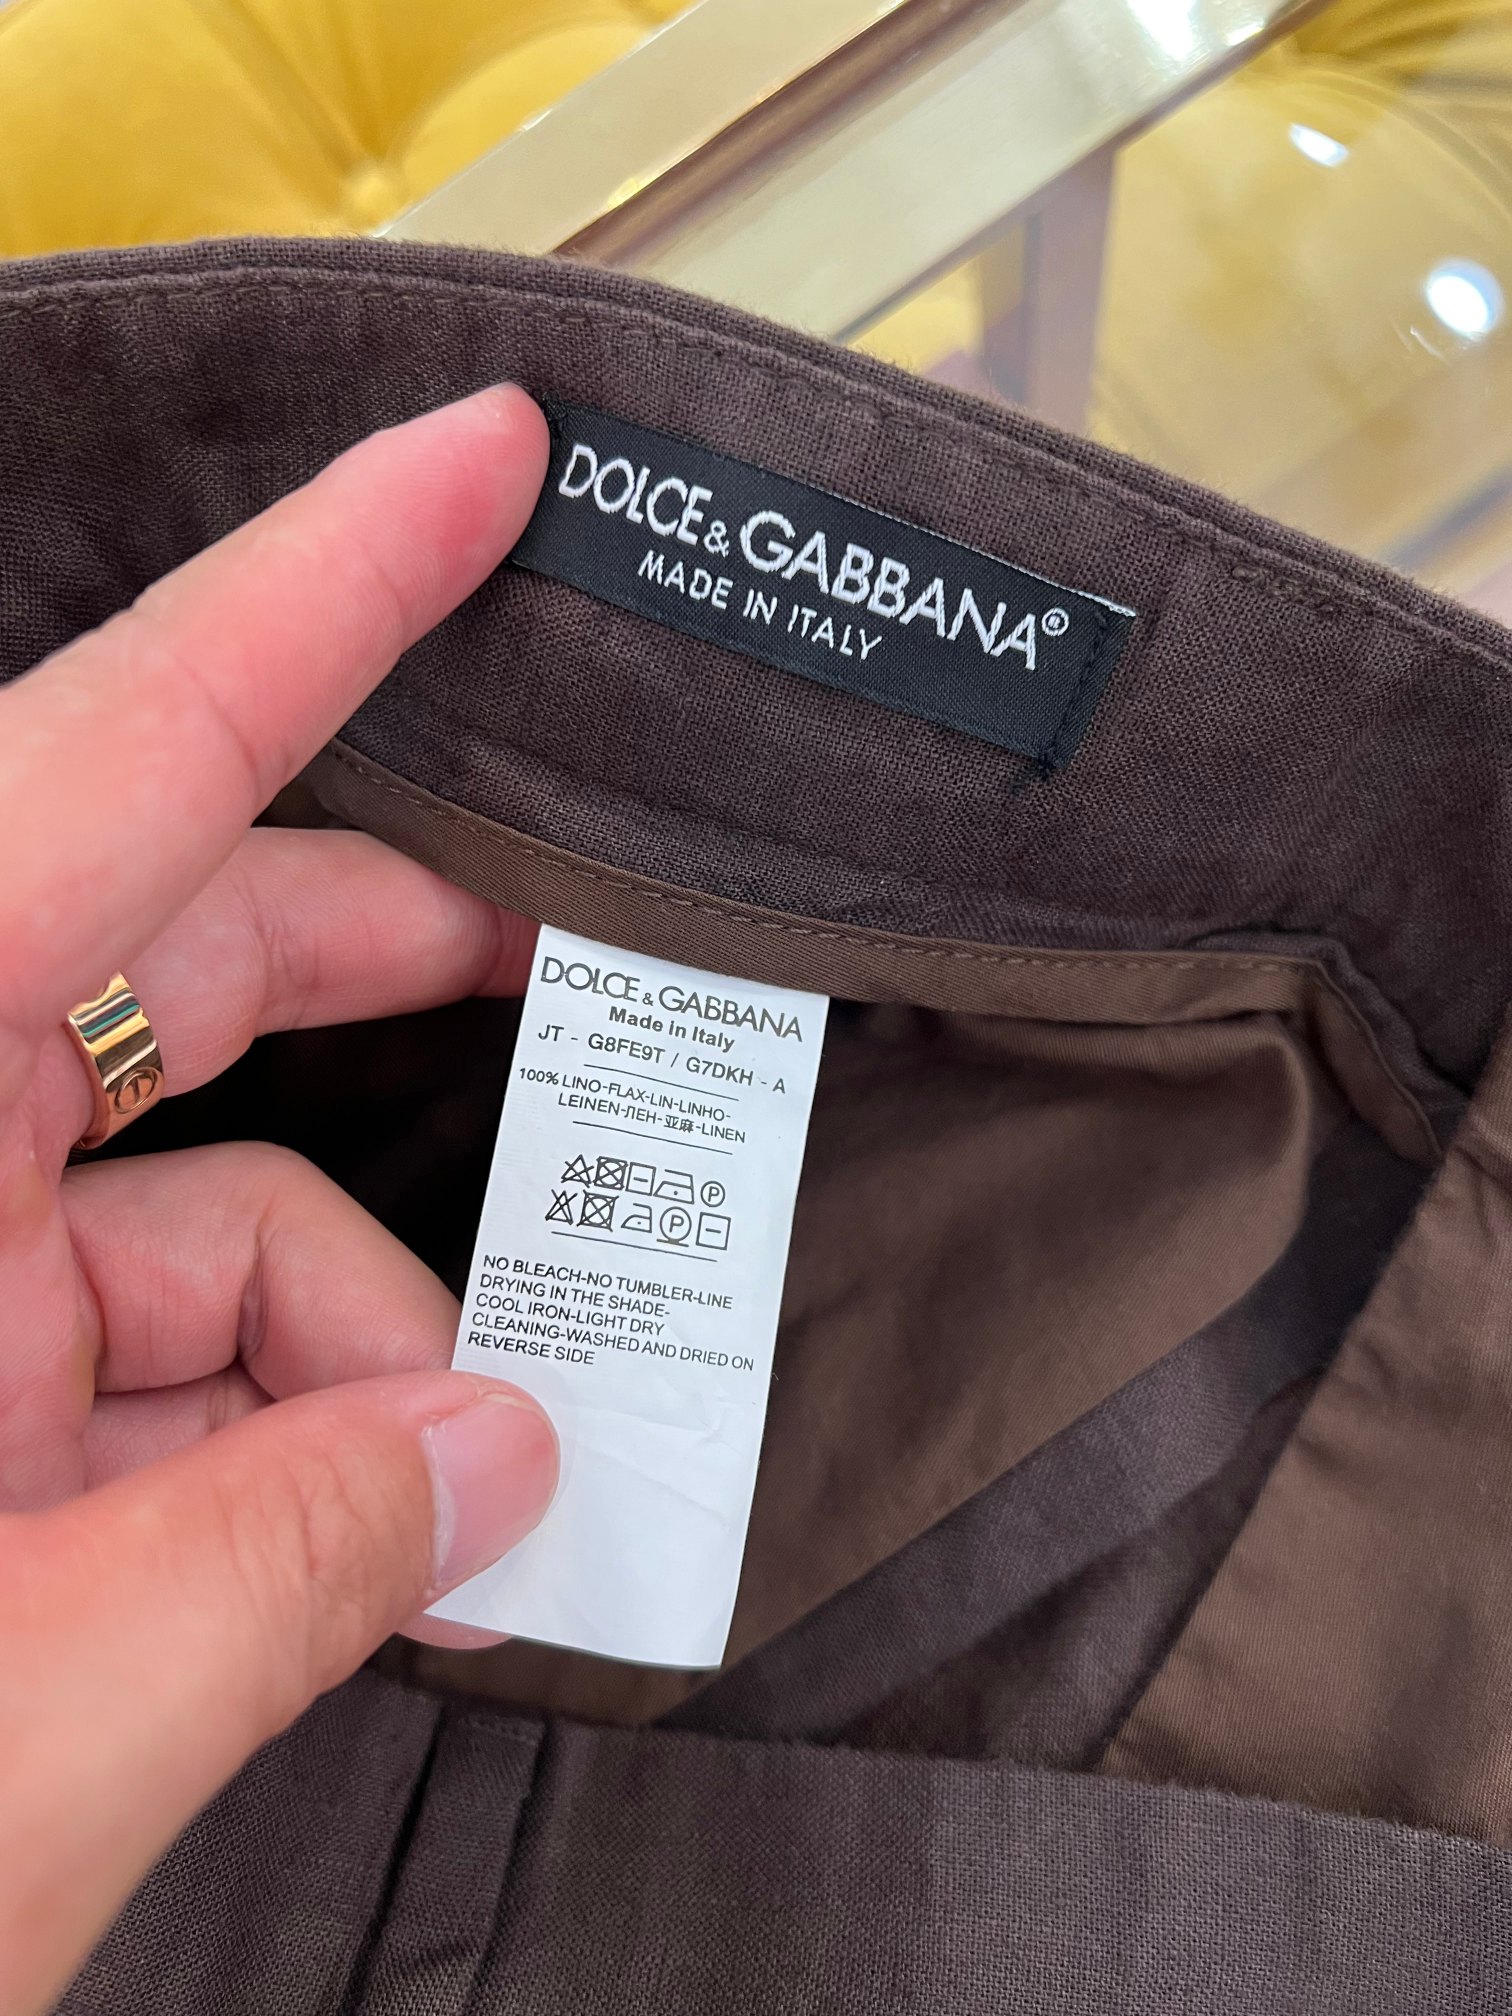 DOLCE&GABBANA®
MADE IN ITALY
DOLCE & GABBANA
Made in Italy
JT - G8FE9T / G7DKH - A
100% LINO-FLAX-LIN-LINHO-
LEINEN-ЛЕН-亚麻-LINEN
P
P
NO BLEACH-NO TUMBLER-LINE
DRYING IN THE SHADE-
COOL IRON-LIGHT DRY
CLEANING-WASHED AND DRIED ON
REVERSE SIDE